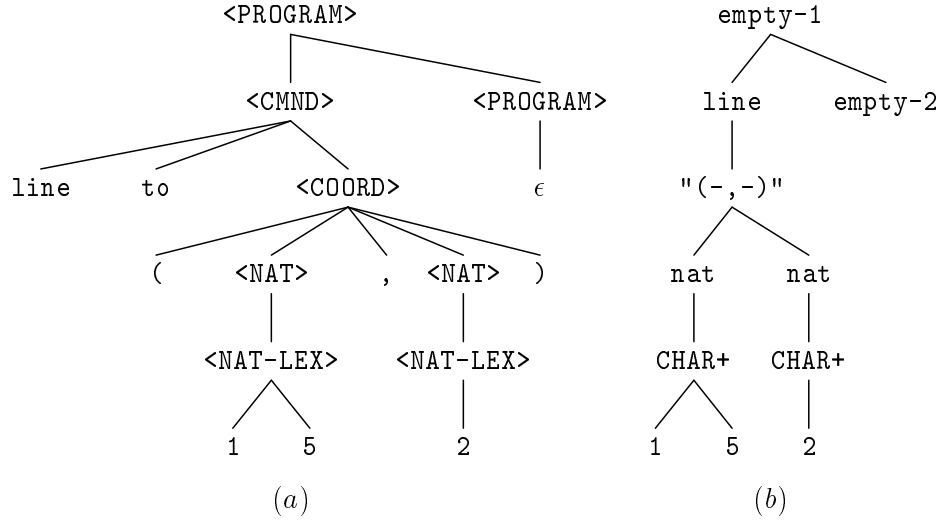 <PROGRAM> empty-1
<CMND> <PROGRAM> line empty-2
line to <COORD> ϵ "(-,-)"
( <NAT> , <NAT> ) nat nat
<NAT-LEX> <NAT-LEX> CHAR+ CHAR+
1 5 2 1 5 2
(a) (b)